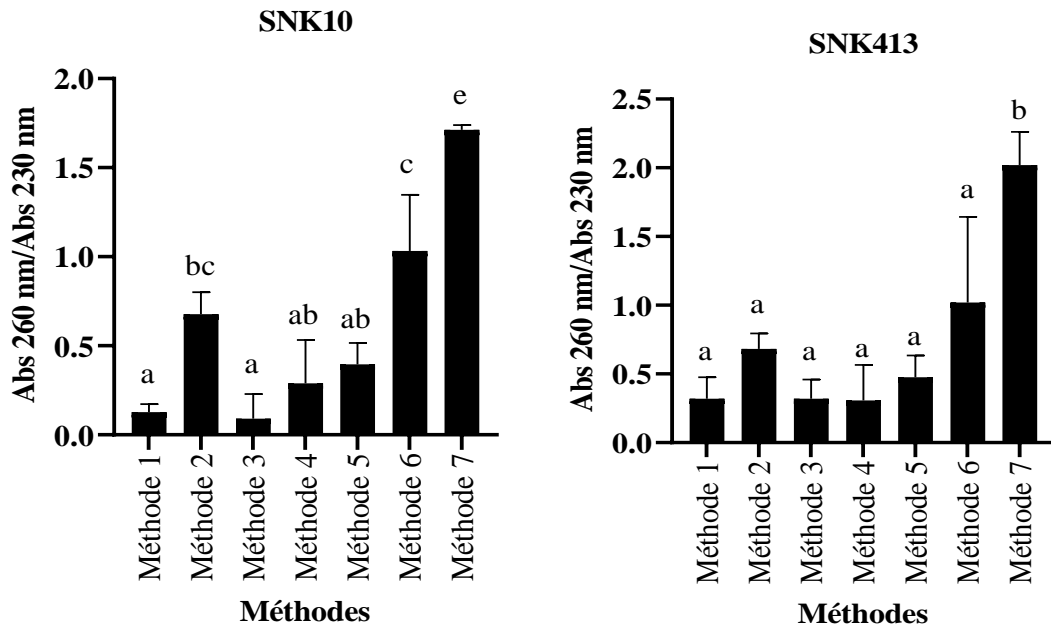 SNK10
Abs 260 nm/Abs 230 nm
2.0
1.5
1.0
0.5
0.0
a
bc
a
ab
ab
c
e
Méthode 1
Méthode 2
Méthode 3
Méthode 4
Méthode 5
Méthode 6
Méthode 7
Méthodes
SNK413
Abs 260 nm/Abs 230 nm
2.5
2.0
1.5
1.0
0.5
0.0
a
a
a
a
a
a
b
Méthode 1
Méthode 2
Méthode 3
Méthode 4
Méthode 5
Méthode 6
Méthode 7
Méthodes